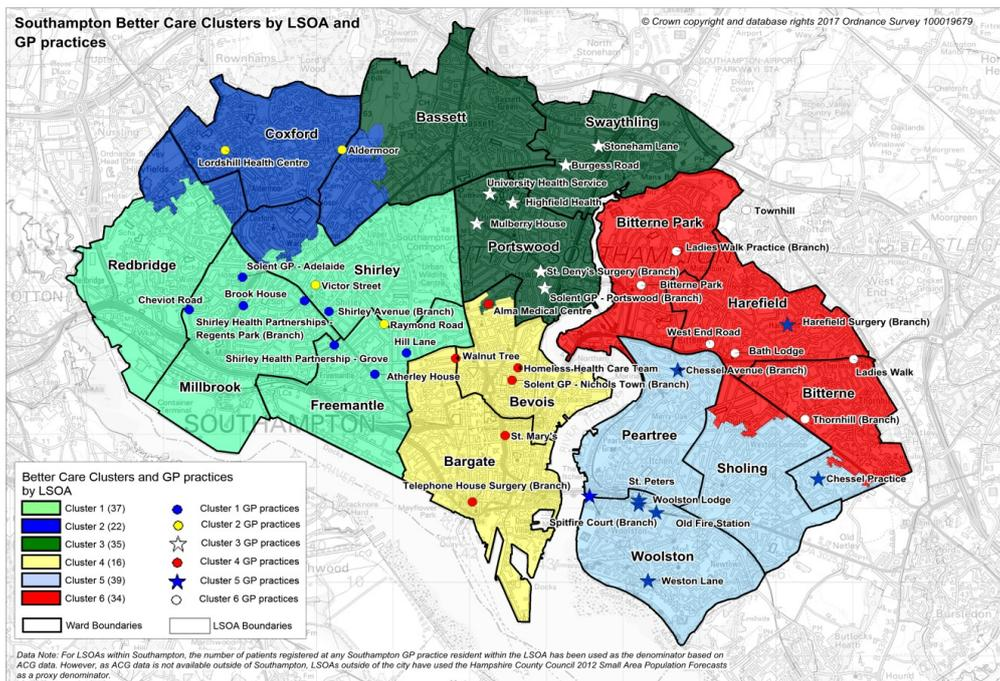 Southampton Better Care Clusters by LSOA and
GP practices
© Crown copyright and database rights 2017 Ordnance Survey 100019679
Coxford
Lordshill Health Centre
Aldermoor
Bassett
Swaythling
Stoneham Lane
Burgess Road
University Health Service
Highfield Health
Mulberry House
Portswood
St. Deny's Surgery (Branch)
Solent GP - Portswood (Branch)
Alma Medical Centre
Bitterne Park
Townhill
Ladies Walk Practice (Branch)
Bitterne Park
Harefield
Harefield Surgery (Branch)
West End Road
Bath Lodge
Ladies Walk
Chessel Avenue (Branch)
Bitterne
Thornhill (Branch)
Redbridge
Solent GP - Adelaide
Shirley
Victor Street
Brook House
Cheviot Road
Shirley Avenue (Branch)
Shirley Health Partnerships -
Regents Park (Branch)
Raymond Road
Hill Lane
Shirley Health Partnership - Grove
Atherley House
Millbrook
Freemantle
SOUTHAMPTON
Walnut Tree
Homeless Health Care Team
Solent GP - Nichols Town (Branch)
Bevois
St. Mary's
Bargate
Telephone House Surgery (Branch)
Peartree
Sholing
Chessel Practice
St. Peters
Woolston Lodge
Spitfire Court (Branch)
Old Fire Station
Woolston
Weston Lane
Better Care Clusters and GP practices
by LSOA
Cluster 1 (37)
Cluster 1 GP practices
Cluster 2 (22)
Cluster 2 GP practices
Cluster 3 (35)
Cluster 3 GP practices
Cluster 4 (16)
Cluster 4 GP practices
Cluster 5 (39)
Cluster 5 GP practices
Cluster 6 (34)
Cluster 6 GP practices
Ward Boundaries
LSOA Boundaries
Data Note: For LSOAs within Southampton, the number of patients registered at any Southampton GP practice resident within the LSOA has been used as the denominator based on
ACG data. However, as ACG data is not available outside of Southampton, LSOAs outside of the city have used the Hampshire County Council 2012 Small Area Population Forecasts
as a proxy denominator.